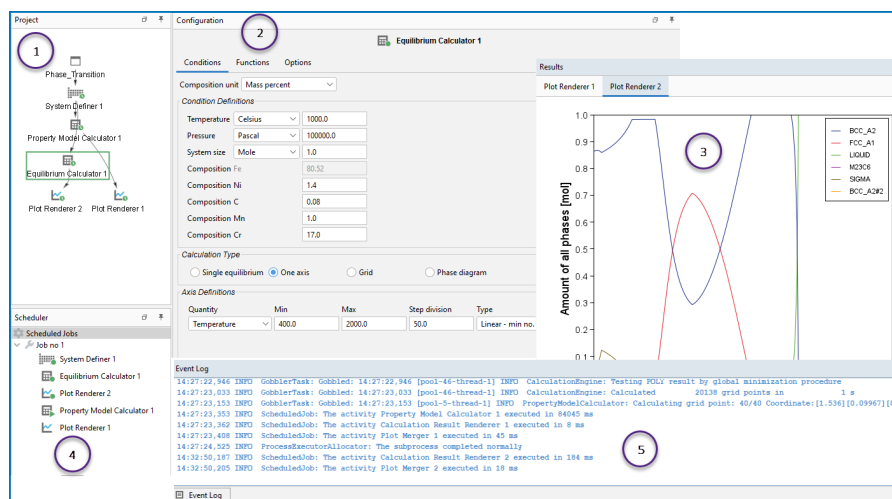 Project
1
Phase_Transition
System Definer 1
Property Model Calculator 1
Equilibrium Calculator 1
Plot Renderer 2
Plot Renderer 1
Configuration
2
Equilibrium Calculator 1
Conditions Functions Options
Composition unit Mass percent
Condition Definitions
Temperature Celsius 1000.0
Pressure Pascal 100000.0
System size Mole 1.0
Composition Fe 80.52
Composition Ni 1.4
Composition C 0.08
Composition Mn 1.0
Composition Cr 17.0
Calculation Type
Single equilibrium One axis Grid Phase diagram
Axis Definitions
Quantity Min Max Step division Type
Temperature 400.0 2000.0 50.0 Linear - min no.
Results
Plot Renderer 1 Plot Renderer 2
3
Amount of all phases [mol]
1.0
0.9
0.8
0.7
0.6
0.5
0.4
0.3
0.2
0.1
BCC_A2
FCC_A1
LIQUID
M23C6
SIGMA
BCC_A2#2
Scheduler
Scheduled Jobs
Job no 1
System Definer 1
Equilibrium Calculator 1
Plot Renderer 2
Property Model Calculator 1
Plot Renderer 1
4
Event Log
14:27:22,946 INFO GobblerTask: Gobbled: 14:27:22,946 [pool-46-thread-1] INFO CalculationEngine: Testing POLY result by global minimization procedure
14:27:23,033 INFO GobblerTask: Gobbled: 14:27:23,033 [pool-46-thread-1] INFO CalculationEngine: Calculated 20138 grid points in 1 s
14:27:23,153 INFO GobblerTask: Gobbled: 14:27:23,153 [pool-5-thread-1] INFO PropertyModelCalculator: Calculating grid point: 40/40 Coordinate:[1.536][0.09967][0
14:27:23,353 INFO ScheduledJob: The activity Property Model Calculator 1 executed in 84045 ms
14:27:23,362 INFO ScheduledJob: The activity Calculation Result Renderer 1 executed in 8 ms
14:27:23,408 INFO ScheduledJob: The activity Plot Merger 1 executed in 45 ms
14:27:24,525 INFO ProcessExecutorAllocator: The subprocess completed normally
14:32:50,187 INFO ScheduledJob: The activity Calculation Result Renderer 2 executed in 184 ms
14:32:50,205 INFO ScheduledJob: The activity Plot Merger 2 executed in 18 ms
5
Event Log